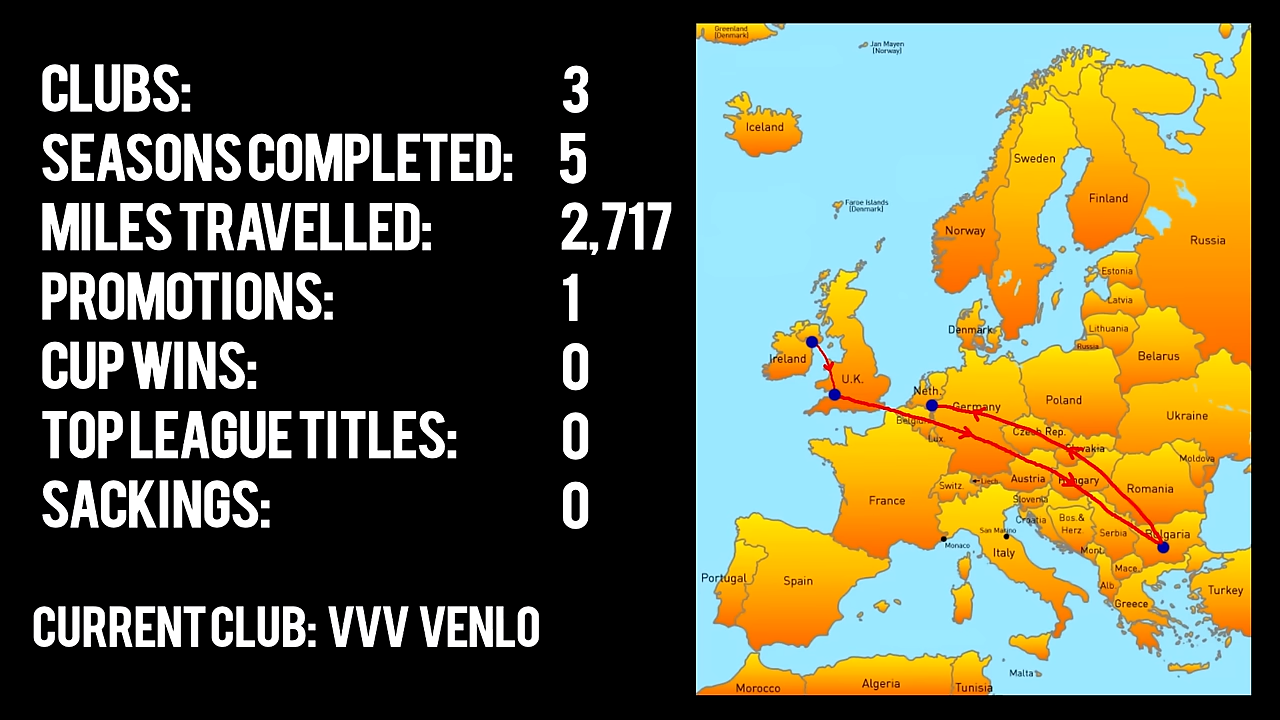 CLUBS: 3
SEASONS COMPLETED: 5
MILES TRAVELLED: 2,717
PROMOTIONS: 1
CUP WINS: 0
TOP LEAGUE TITLES: 0
SACKINGS: 0
CURRENT CLUB: VVV VENLO
Greenland
[Denmark]
Jan Mayen
[Norway]
Iceland
Sweden
Finland
Faroe Islands
[Denmark]
Norway
Russia
Estonia
Latvia
Denmark
Lithuania
Russia
Ireland
Belarus
U.K.
Neth.
Germany
Poland
Ukraine
Lux.
Czech Rep.
Slovakia
Moldova
France
Switz.
Liech.
Austria
Romania
Slovenia
Croatia
Bos.&
Herz.
Serbia
San Marino
Monaco
Italy
Mont.
Mace.
Portugal
Spain
Alb.
Greece
Turkey
Malta
Morocco
Algeria
Tunisia